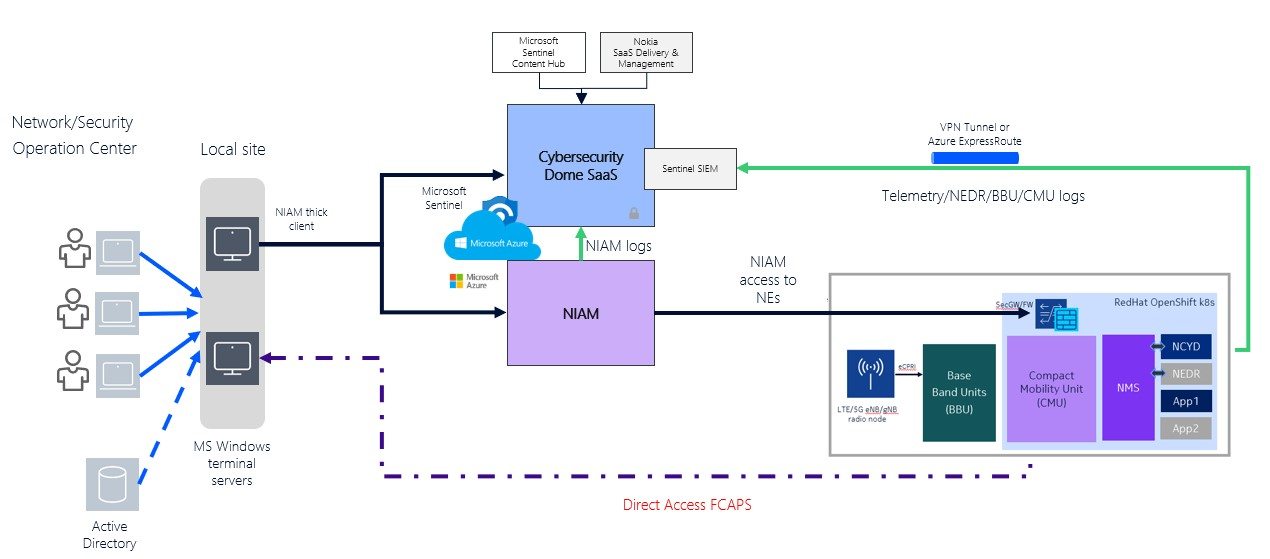 Microsoft
Sentinel
Content Hub
Nokia
SaaS Delivery &
Management
Network/Security
Operation Center
Local site
NIAM thick
client
Microsoft
Sentinel
Cybersecurity
Dome SaaS
Sentinel SIEM
VPN Tunnel or
Azure ExpressRoute
Telemetry/NEDR/BBU/CMU logs
Microsoft Azure
Microsoft
Azure
NIAM logs
NIAM
NIAM
access to
NEs
SecGW/FW
RedHat OpenShift k8s
LTE/5G eNB/gNB
radio node
eCPRI
Base
Band Units
(BBU)
Compact
Mobility Unit
(CMU)
NMS
NCYD
NEDR
App1
App2
MS Windows
terminal
servers
Active
Directory
Direct Access FCAPS